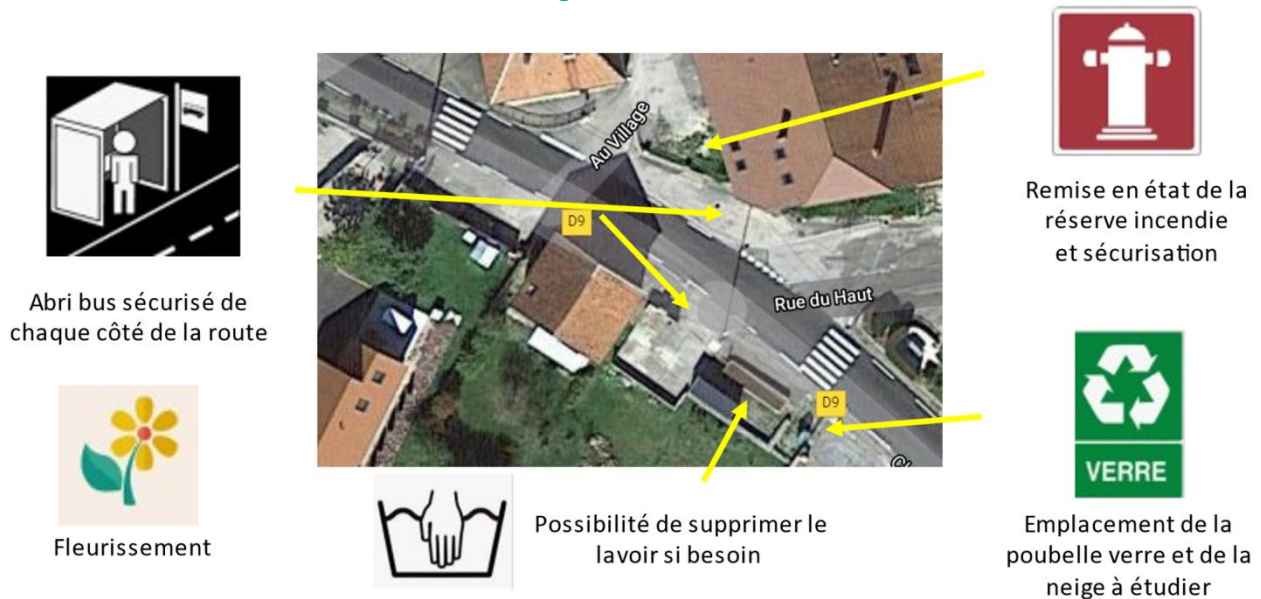 Abri bus sécurisé de
chaque côté de la route
Fleurissement
Au Village
D9
Rue du Haut
D9
Possibilité de supprimer le
lavoir si besoin
Remise en état de la
réserve incendie
et sécurisation
VERRE
Emplacement de la
poubelle verre et de la
neige à étudier